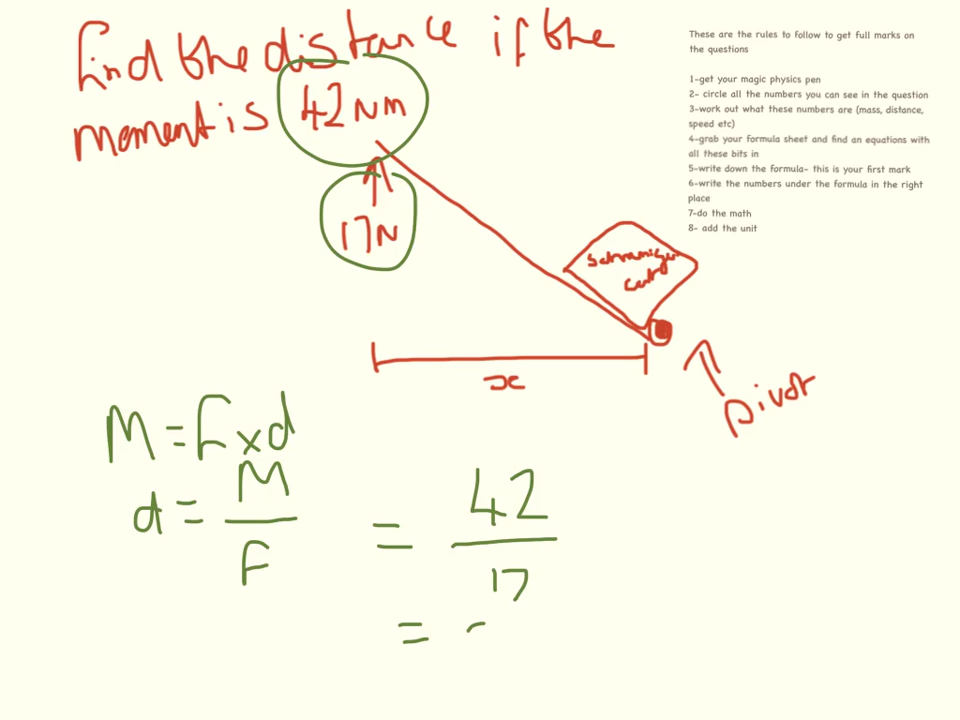 find the distance if the
moment is 42Nm
17N
cut
x
pivot
M = F x d
d = M
F
= 42
17
=
These are the rules to follow to get full marks on
the questions
1-get your magic physics pen
2- circle all the numbers you can see in the question
3-work out what these numbers are (mass, distance,
speed etc)
4-grab your formula sheet and find an equations with
all these bits in
5-write down the formula- this is your first mark
6-write the numbers under the formula in the right
place
7-do the math
8- add the unit